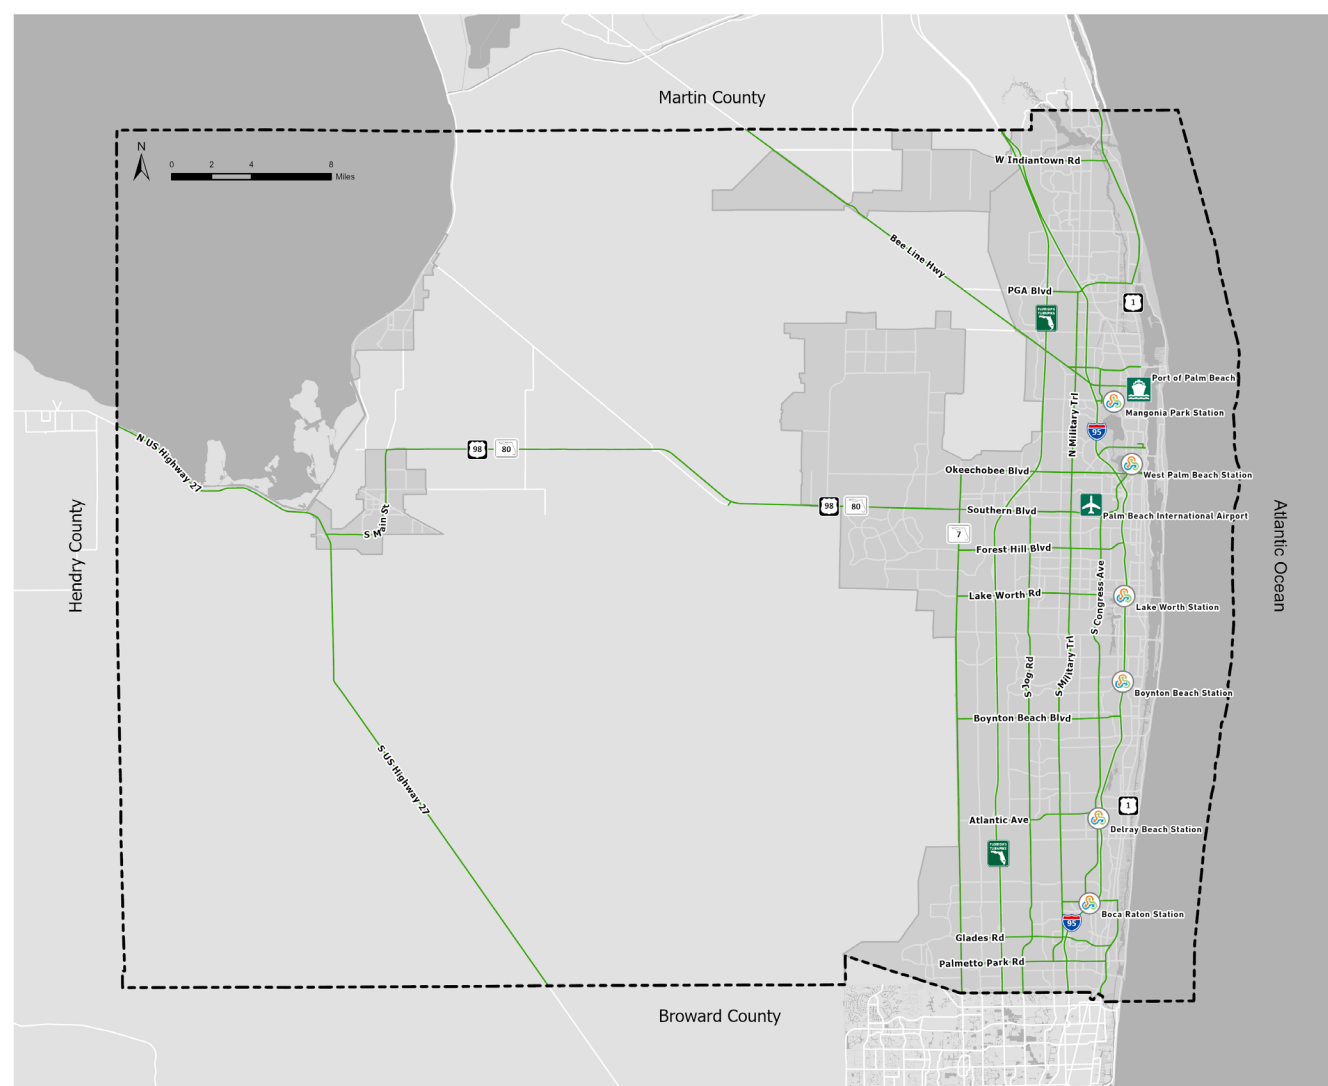 Martin County
N
0 2 4 8
Miles
W Indiantown Rd
Bee Line Hwy
PGA Blvd
1
FLORIDA'S
TURNPIKE
Port of Palm Beach
Mangonia Park Station
N Military Trl
95
N US Highway 27
98
80
Okeechobee Blvd
West Palm Beach Station
98
80
Southern Blvd
Palm Beach International Airport
S Main St
7
Forest Hill Blvd
Hendry County
Atlantic Ocean
Lake Worth Rd
S Congress Ave
Lake Worth Station
S Jog Rd
S Military Trl
Boynton Beach Station
Boynton Beach Blvd
S US Highway 27
1
Atlantic Ave
Delray Beach Station
FLORIDA'S
TURNPIKE
Boca Raton Station
95
Glades Rd
Palmetto Park Rd
Broward County